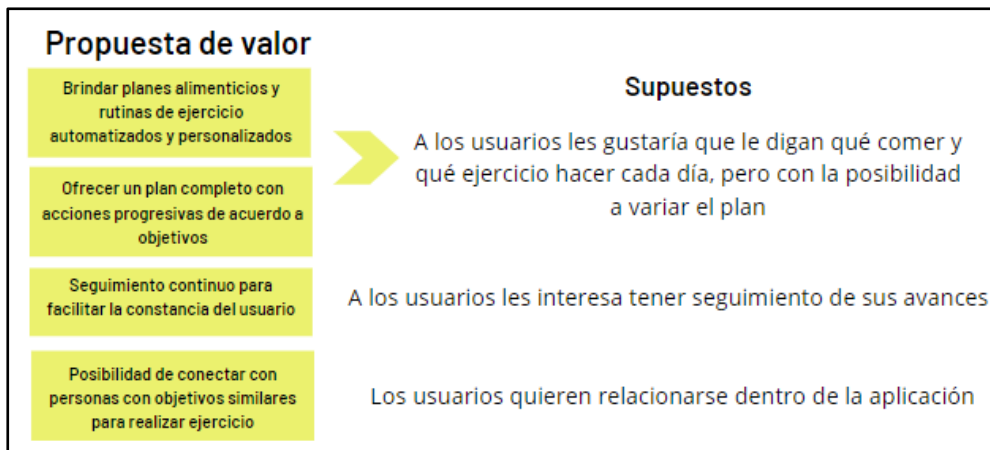 Propuesta de valor
Brindar planes alimenticios y
rutinas de ejercicio
automatizados y personalizados
Ofrecer un plan completo con
acciones progresivas de acuerdo a
objetivos
Seguimiento continuo para
facilitar la constancia del usuario
Posibilidad de conectar con
personas con objetivos similares
para realizar ejercicio
Supuestos
A los usuarios les gustaría que le digan qué comer y
qué ejercicio hacer cada día, pero con la posibilidad
a variar el plan
A los usuarios les interesa tener seguimiento de sus avances
Los usuarios quieren relacionarse dentro de la aplicación